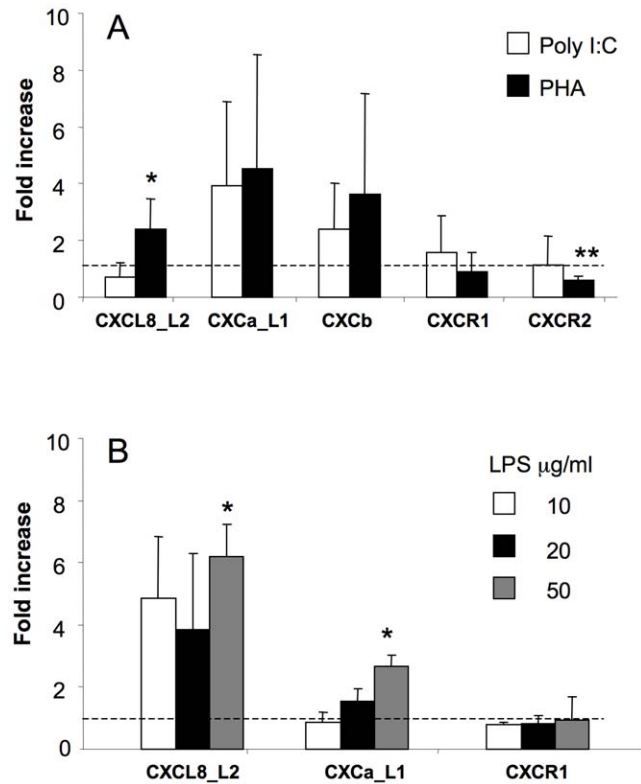 A
Poly I:C
PHA
Fold increase
10
8
6
4
2
0
*
**
CXCL8_L2 CXCa_L1 CXCb CXCR1 CXCR2
B
LPS μg/ml
10
20
50
Fold increase
10
8
6
4
2
0
*
*
CXCL8_L2 CXCa_L1 CXCR1